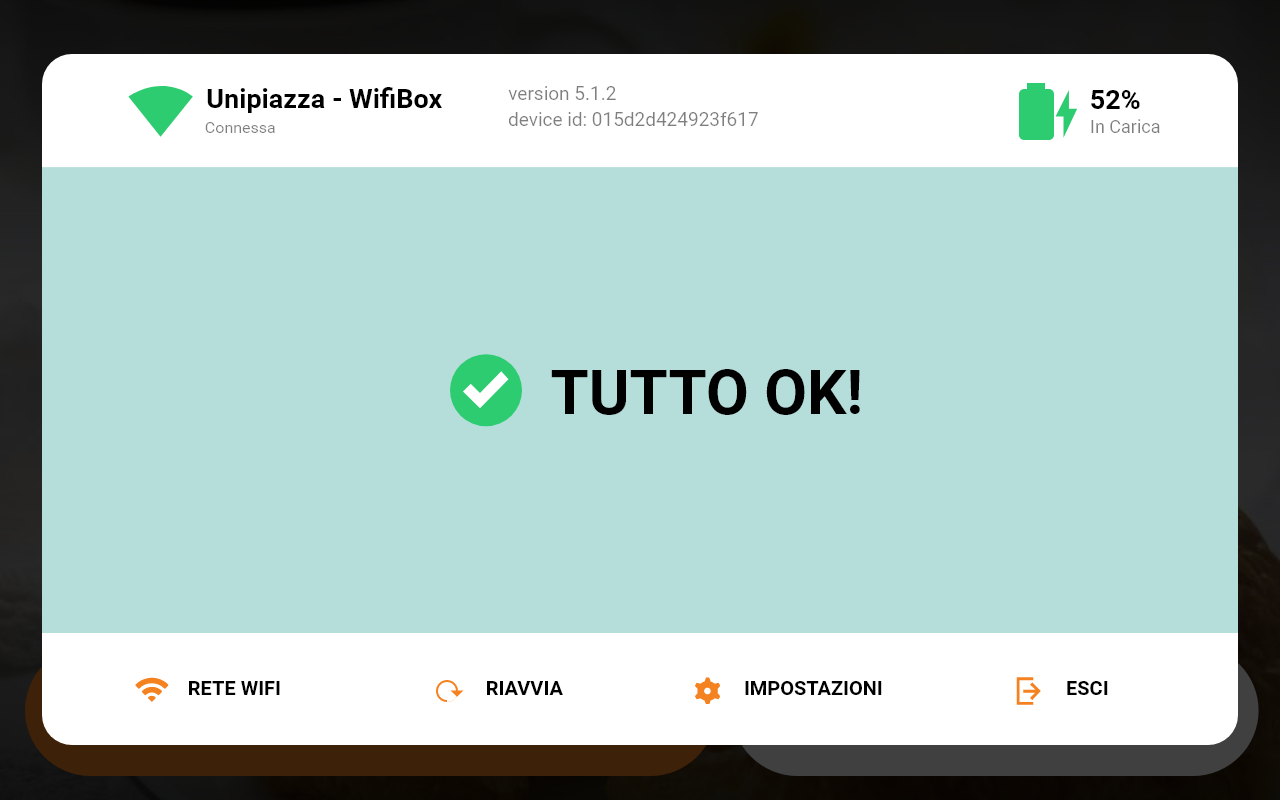 Unipiazza - WifiBox
Connessa
version 5.1.2
device id: 015d2d424923f617
52%
In Carica
TUTTO OK!
RETE WIFI
RIAVVIA
IMPOSTAZIONI
ESCI